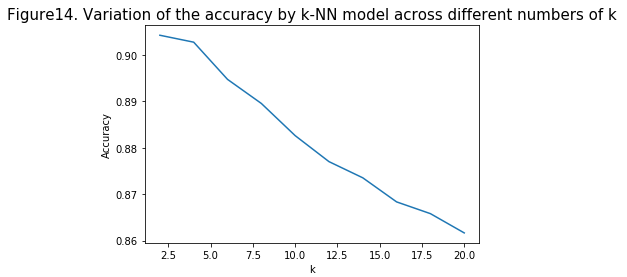 Figure14. Variation of the accuracy by k-NN model across different numbers of k
0.90
0.89
0.88
0.87
0.86
Accuracy
2.5 5.0 7.5 10.0 12.5 15.0 17.5 20.0
k